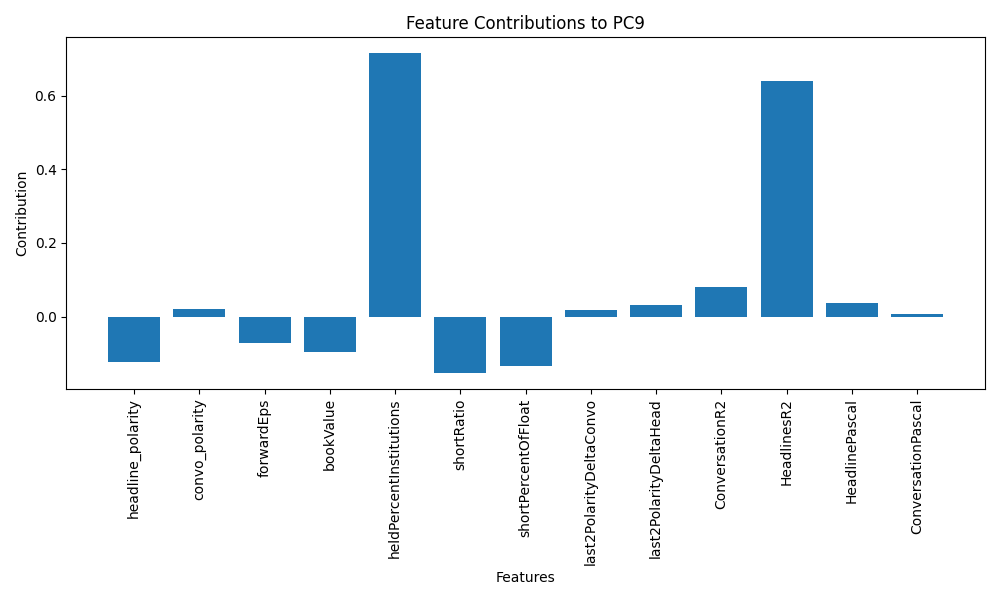 Feature Contributions to PC9
Contribution
0.6
0.4
0.2
0.0
headline_polarity
convo_polarity
forwardEps
bookValue
heldPercentInstitutions
shortRatio
shortPercentOfFloat
last2PolarityDeltaConvo
last2PolarityDeltaHead
ConversationR2
HeadlinesR2
HeadlinePascal
ConversationPascal
Features